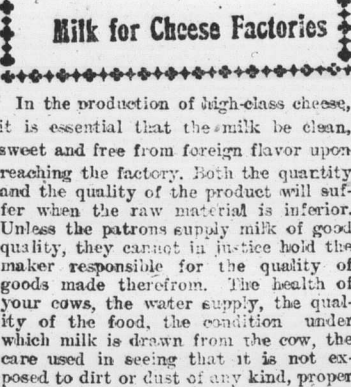 Milk for Cheese Factories
In the production of high-class cheese,
it is essential that the milk be clean,
sweet and free from foreign flavor upon
reaching the factory. Both the quantity
and the quality of the product will suf-
fer when the raw material is inferior.
Unless the patrons supply milk of good
quality, they cannot in justice hold the
maker responsible for the quality of
goods made therefrom. The health of
your cows, the water supply, the qual-
ity of the food, the condition under
which milk is drawn from the cow, the
care used in seeing that it is not ex-
posed to dirt or dust of any kind, proper